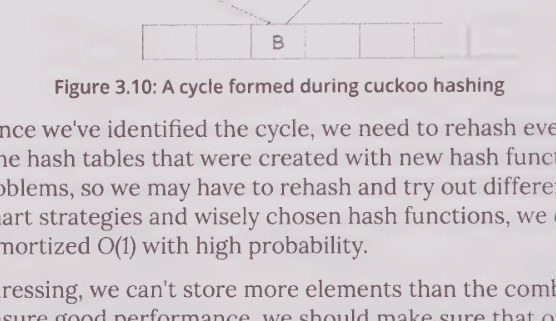 B
Figure 3.10: A cycle formed during cuckoo hashing
nce we've identified the cycle, we need to rehash eve
he hash tables that were created with new hash funct
oblems, so we may have to rehash and try out differe
art strategies and wisely chosen hash functions, we
mortized O(1) with high probability.
ressing, we can't store more elements than the comb
sure good performance, we should make sure that